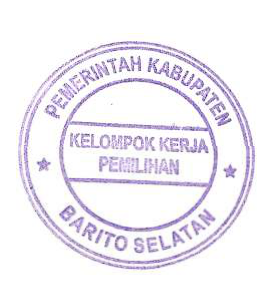 PEMERINTAH KABUPATEN
KELOMPOK KERJA
PEMILIHAN
BARITO SELATAN